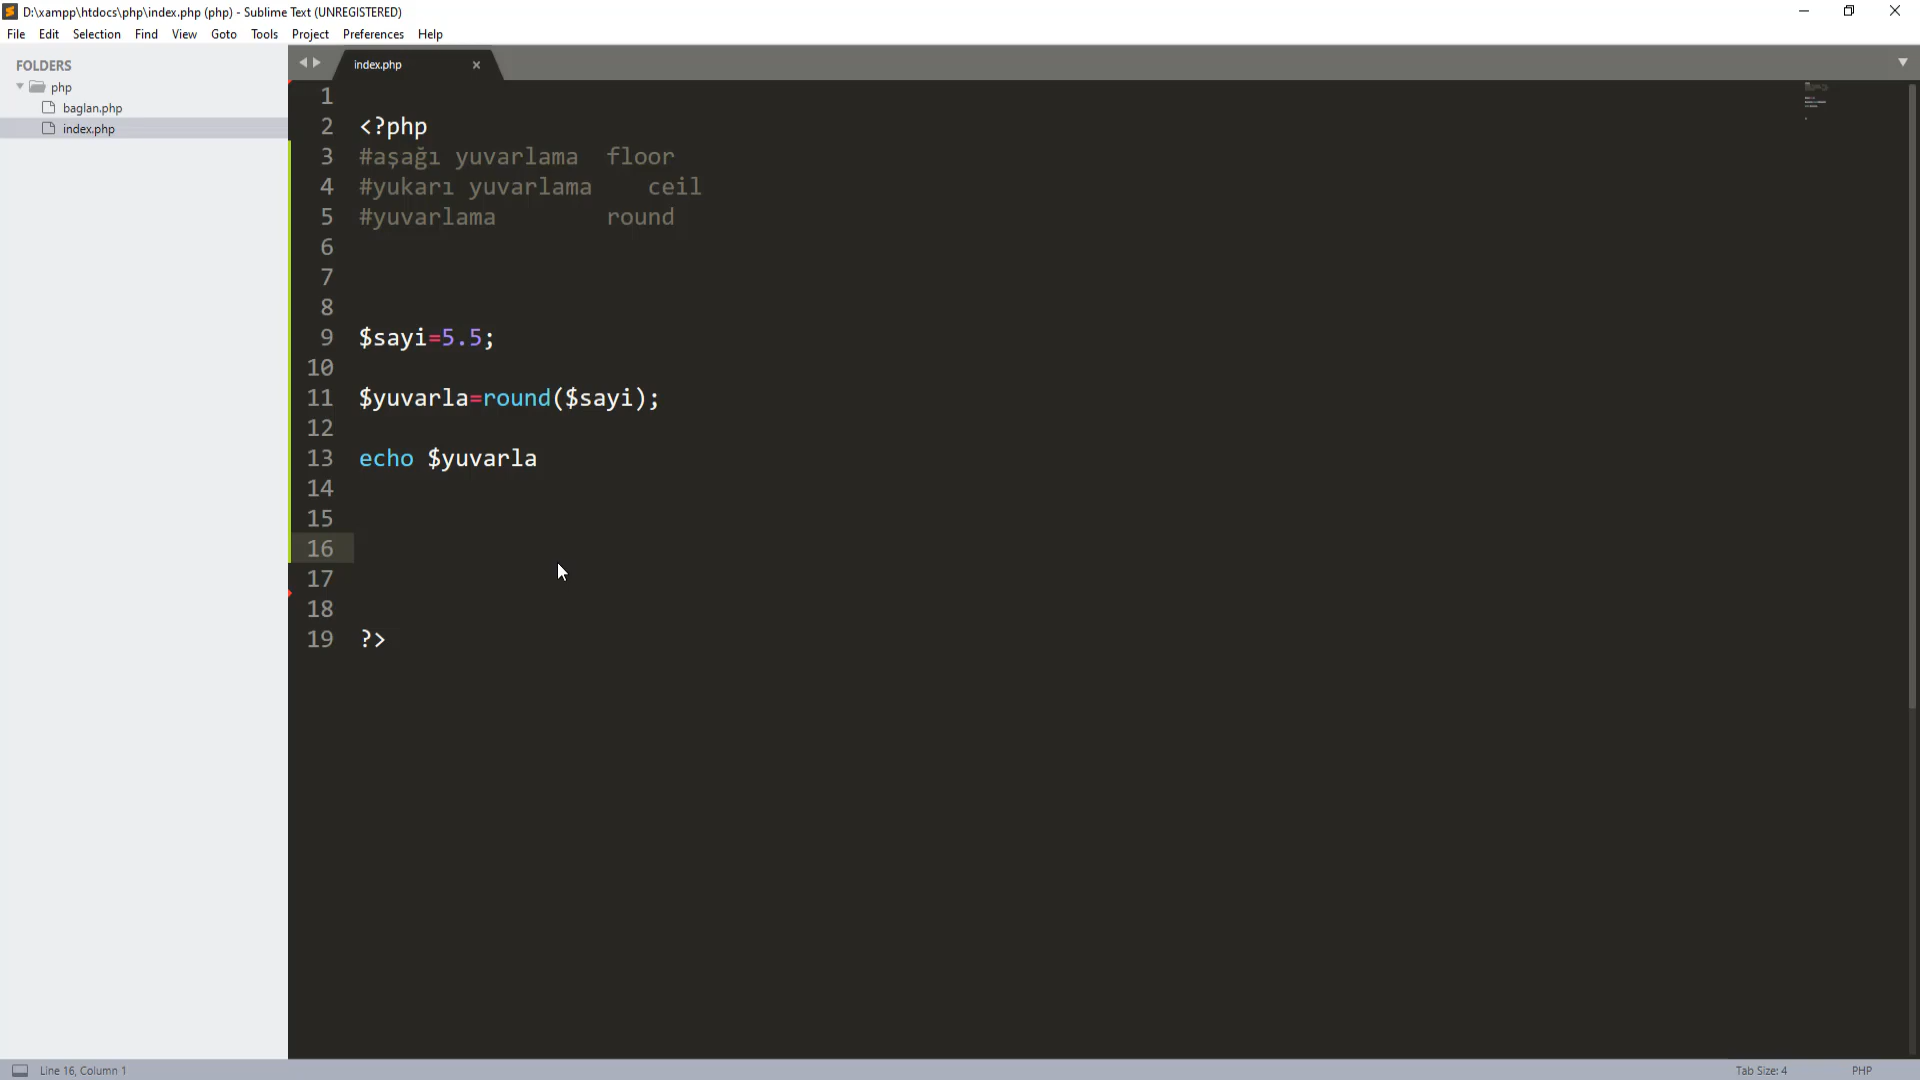 D:\xampp\htdocs\php\index.php (php) - Sublime Text (UNREGISTERED)
File Edit Selection Find View Goto Tools Project Preferences Help
FOLDERS
php
baglan.php
index.php
index.php
1
2 <?php
3 #aşağı yuvarlama  floor
4 #yukarı yuvarlama    ceil
5 #yuvarlama        round
6
7
8
9 $sayi=5.5;
10
11 $yuvarla=round($sayi);
12
13 echo $yuvarla
14
15
16
17
18
19 ?>
Line 16, Column 1
Tab Size: 4
PHP